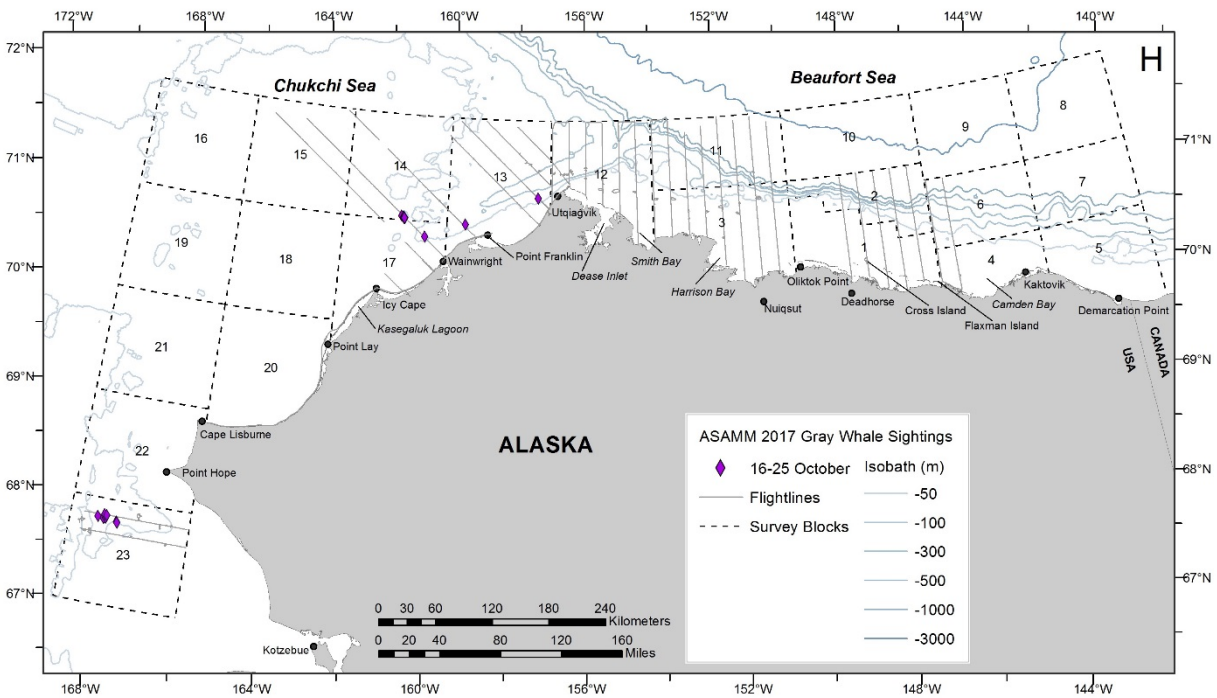 172°W 168°W 164°W 160°W 156°W 152°W 148°W 144°W 140°W
72°N
H
Chukchi Sea
Beaufort Sea
8
16
9
71°N
71°N
15
10
14
11
13
12
7
2
6
Utqiaġvik
19
3
18
5
70°N
17
Wainwright
Point Franklin
Dease Inlet
Smith Bay
4
70°N
Harrison Bay
Oliktok Point
Kaktovik
Icy Cape
Nuiqsut
Deadhorse
Cross Island
Camden Bay
Demarcation Point
Kasegaluk Lagoon
Flaxman Island
21
Point Lay
USA
CANADA
20
69°N
69°N
Cape Lisburne
22
ALASKA
Point Hope
68°N
68°N
23
67°N
67°N
Kotzebue
ASAMM 2017 Gray Whale Sightings
16-25 October
Flightlines
Survey Blocks
Isobath (m)
-50
-100
-300
-500
-1000
-3000
0 30 60 120 180 240
Kilometers
0 20 40 80 120 160
Miles
168°W 164°W 160°W 156°W 152°W 148°W 144°W